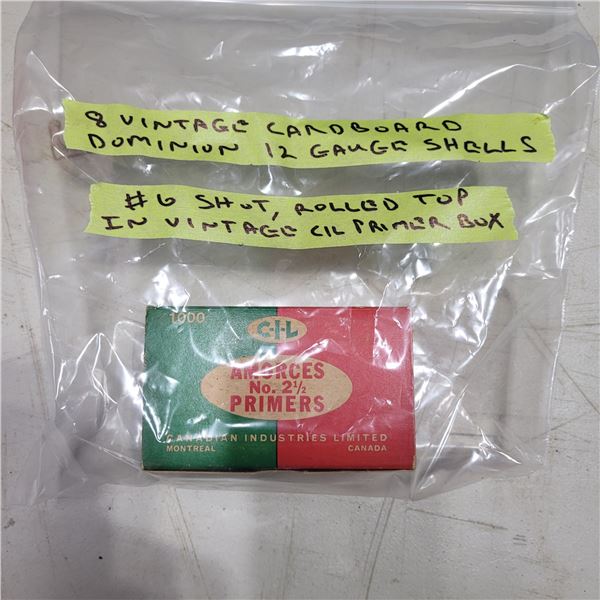 8 VINTAGE CARDBOARD
DOMINION 12 GAUGE SHELLS
#6 SHOT, ROLLED TOP
IN VINTAGE CIL PRIMER BOX
1000
C-I-L
AMORCES
No. 2½
PRIMERS
CANADIAN INDUSTRIES LIMITED
MONTREAL CANADA